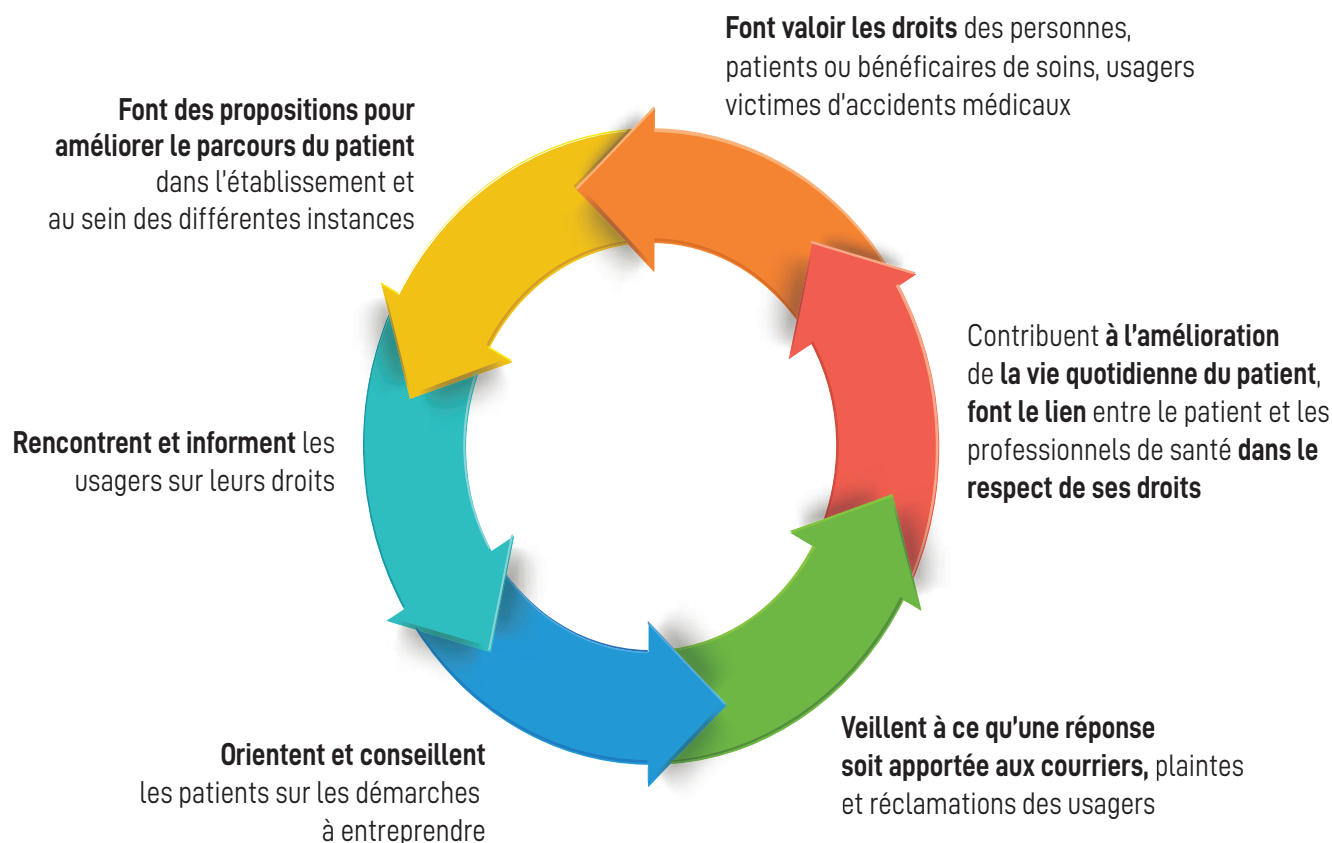 Font valoir les droits des personnes,
patients ou bénéficaires de soins, usagers
victimes d'accidents médicaux
Font des propositions pour
améliorer le parcours du patient
dans l'établissement et
au sein des différentes instances
Contribuent à l'amélioration
de la vie quotidienne du patient,
font le lien entre le patient et les
professionnels de santé dans le
respect de ses droits
Rencontrent et informent les
usagers sur leurs droits
Veillent à ce qu'une réponse
soit apportée aux courriers, plaintes
et réclamations des usagers
Orientent et conseillent
les patients sur les démarches
à entreprendre